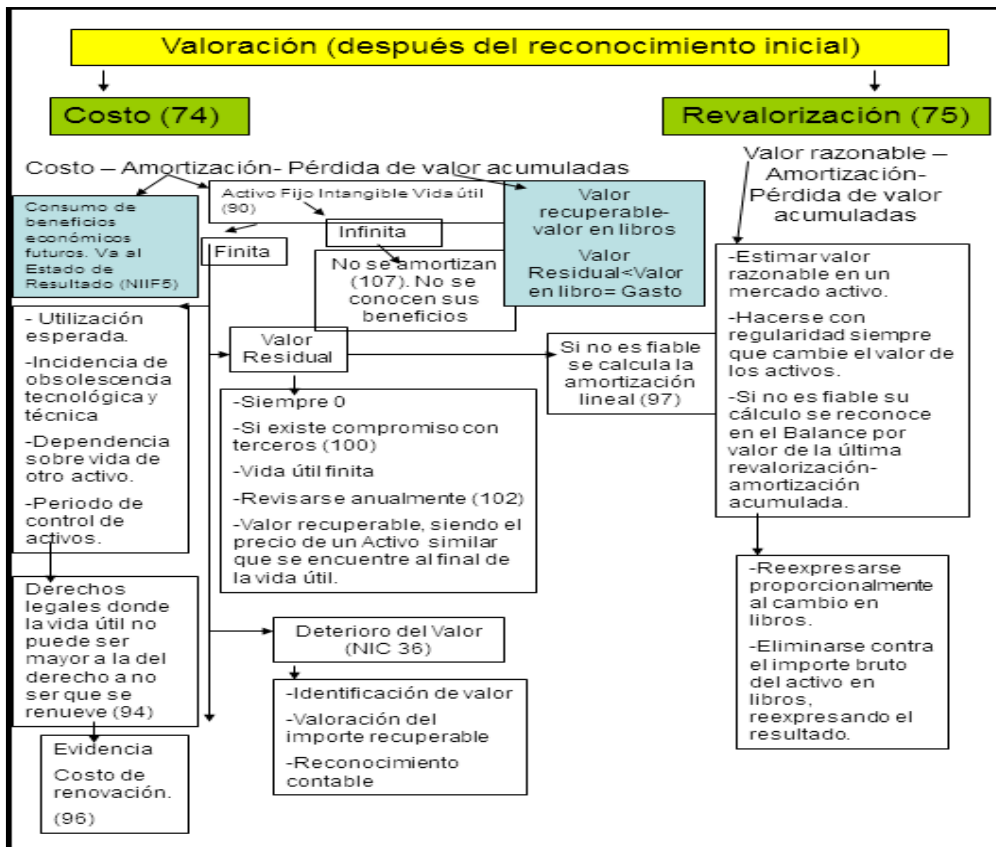 Valoración (después del reconocimiento inicial)
Costo (74)
Revalorización (75)
Costo – Amortización- Pérdida de valor acumuladas
Valor razonable –
Amortización-
Pérdida de valor
acumuladas
Consumo de
beneficios
económicos
futuros. Va al
Estado de
Resultado (NIIF5)
Activo Fijo Intangible Vida útil
(90)
Finita
Infinita
No se amortizan
(107). No se
conocen sus
beneficios
Valor
recuperable-
valor en libros
Valor
Residual<Valor
en libro= Gasto
- Utilización
esperada.
-Incidencia de
obsolescencia
tecnológica y
técnica
-Dependencia
sobre vida de
otro activo.
-Periodo de
control de
activos.
Valor
Residual
Si no es fiable
se calcula la
amortización
lineal (97)
-Estimar valor
razonable en un
mercado activo.
-Hacerse con
regularidad siempre
que cambie el valor de
los activos.
-Si no es fiable su
cálculo se reconoce
en el Balance por
valor de la última
revalorización-
amortización
acumulada.
-Siempre 0
-Si existe compromiso con
terceros (100)
-Vida útil finita
-Revisarse anualmente (102)
-Valor recuperable, siendo el
precio de un Activo similar
que se encuentre al final de
la vida útil.
Derechos
legales donde
la vida útil no
puede ser
mayor a la del
derecho a no
ser que se
renueve (94)
Deterioro del Valor
(NIC 36)
-Reexpresarse
proporcionalmente
al cambio en
libros.
-Eliminarse contra
el importe bruto
del activo en
libros,
reexpresando el
resultado.
-Identificación de valor
-Valoración del
importe recuperable
-Reconocimiento
contable
Evidencia
Costo de
renovación.
(96)